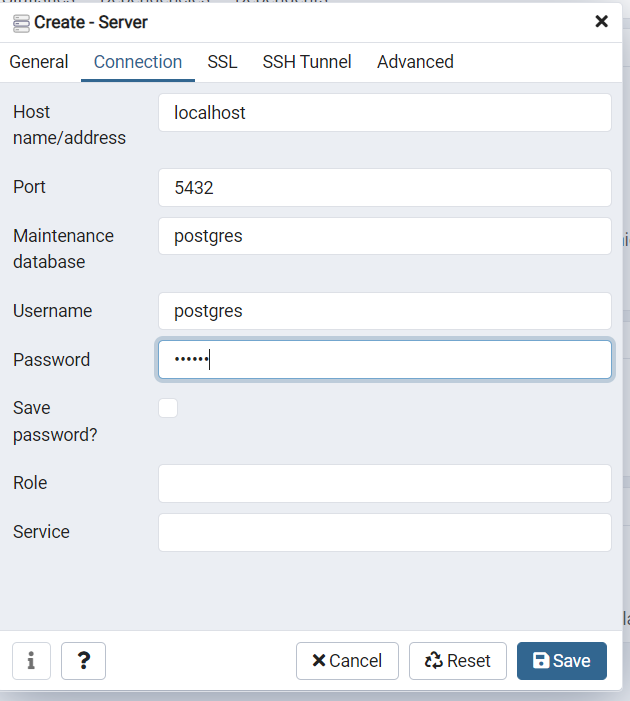 Create - Server
General Connection SSL SSH Tunnel Advanced
Host
name/address
localhost
Port
5432
Maintenance
database
postgres
Username
postgres
Password
••••••
Save
password?
Role
Service
i ?
Cancel Reset Save